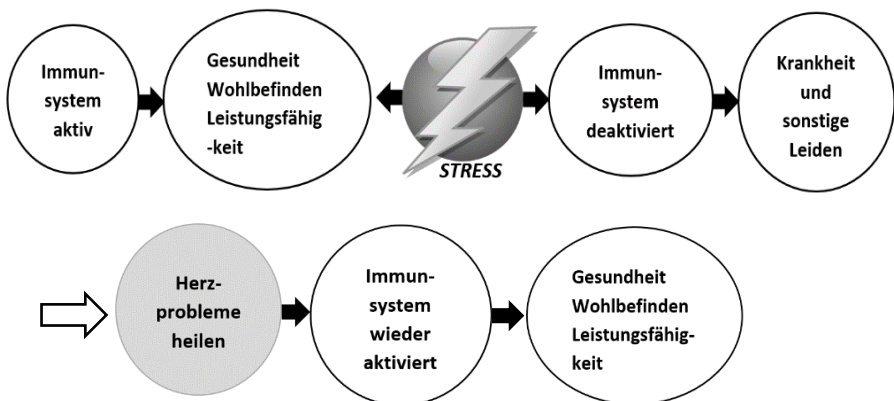 Immun-
system
aktiv
Gesundheit
Wohlbefinden
Leistungsfähig
-keit
STRESS
Immun-
system
deaktiviert
Krankheit
und
sonstige
Leiden
Herz-
probleme
heilen
Immun-
system
wieder
aktiviert
Gesundheit
Wohlbefinden
Leistungsfähig-
keit